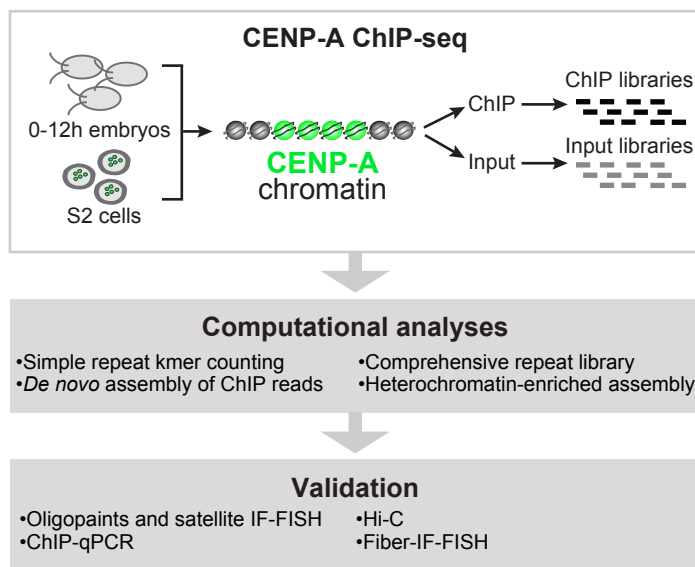 CENP-A ChIP-seq
0-12h embryos
S2 cells
CENP-A
chromatin
ChIP
Input
ChIP libraries
Input libraries
Computational analyses
•Simple repeat kmer counting
•De novo assembly of ChIP reads
•Comprehensive repeat library
•Heterochromatin-enriched assembly
Validation
•Oligopaints and satellite IF-FISH
•ChIP-qPCR
•Hi-C
•Fiber-IF-FISH